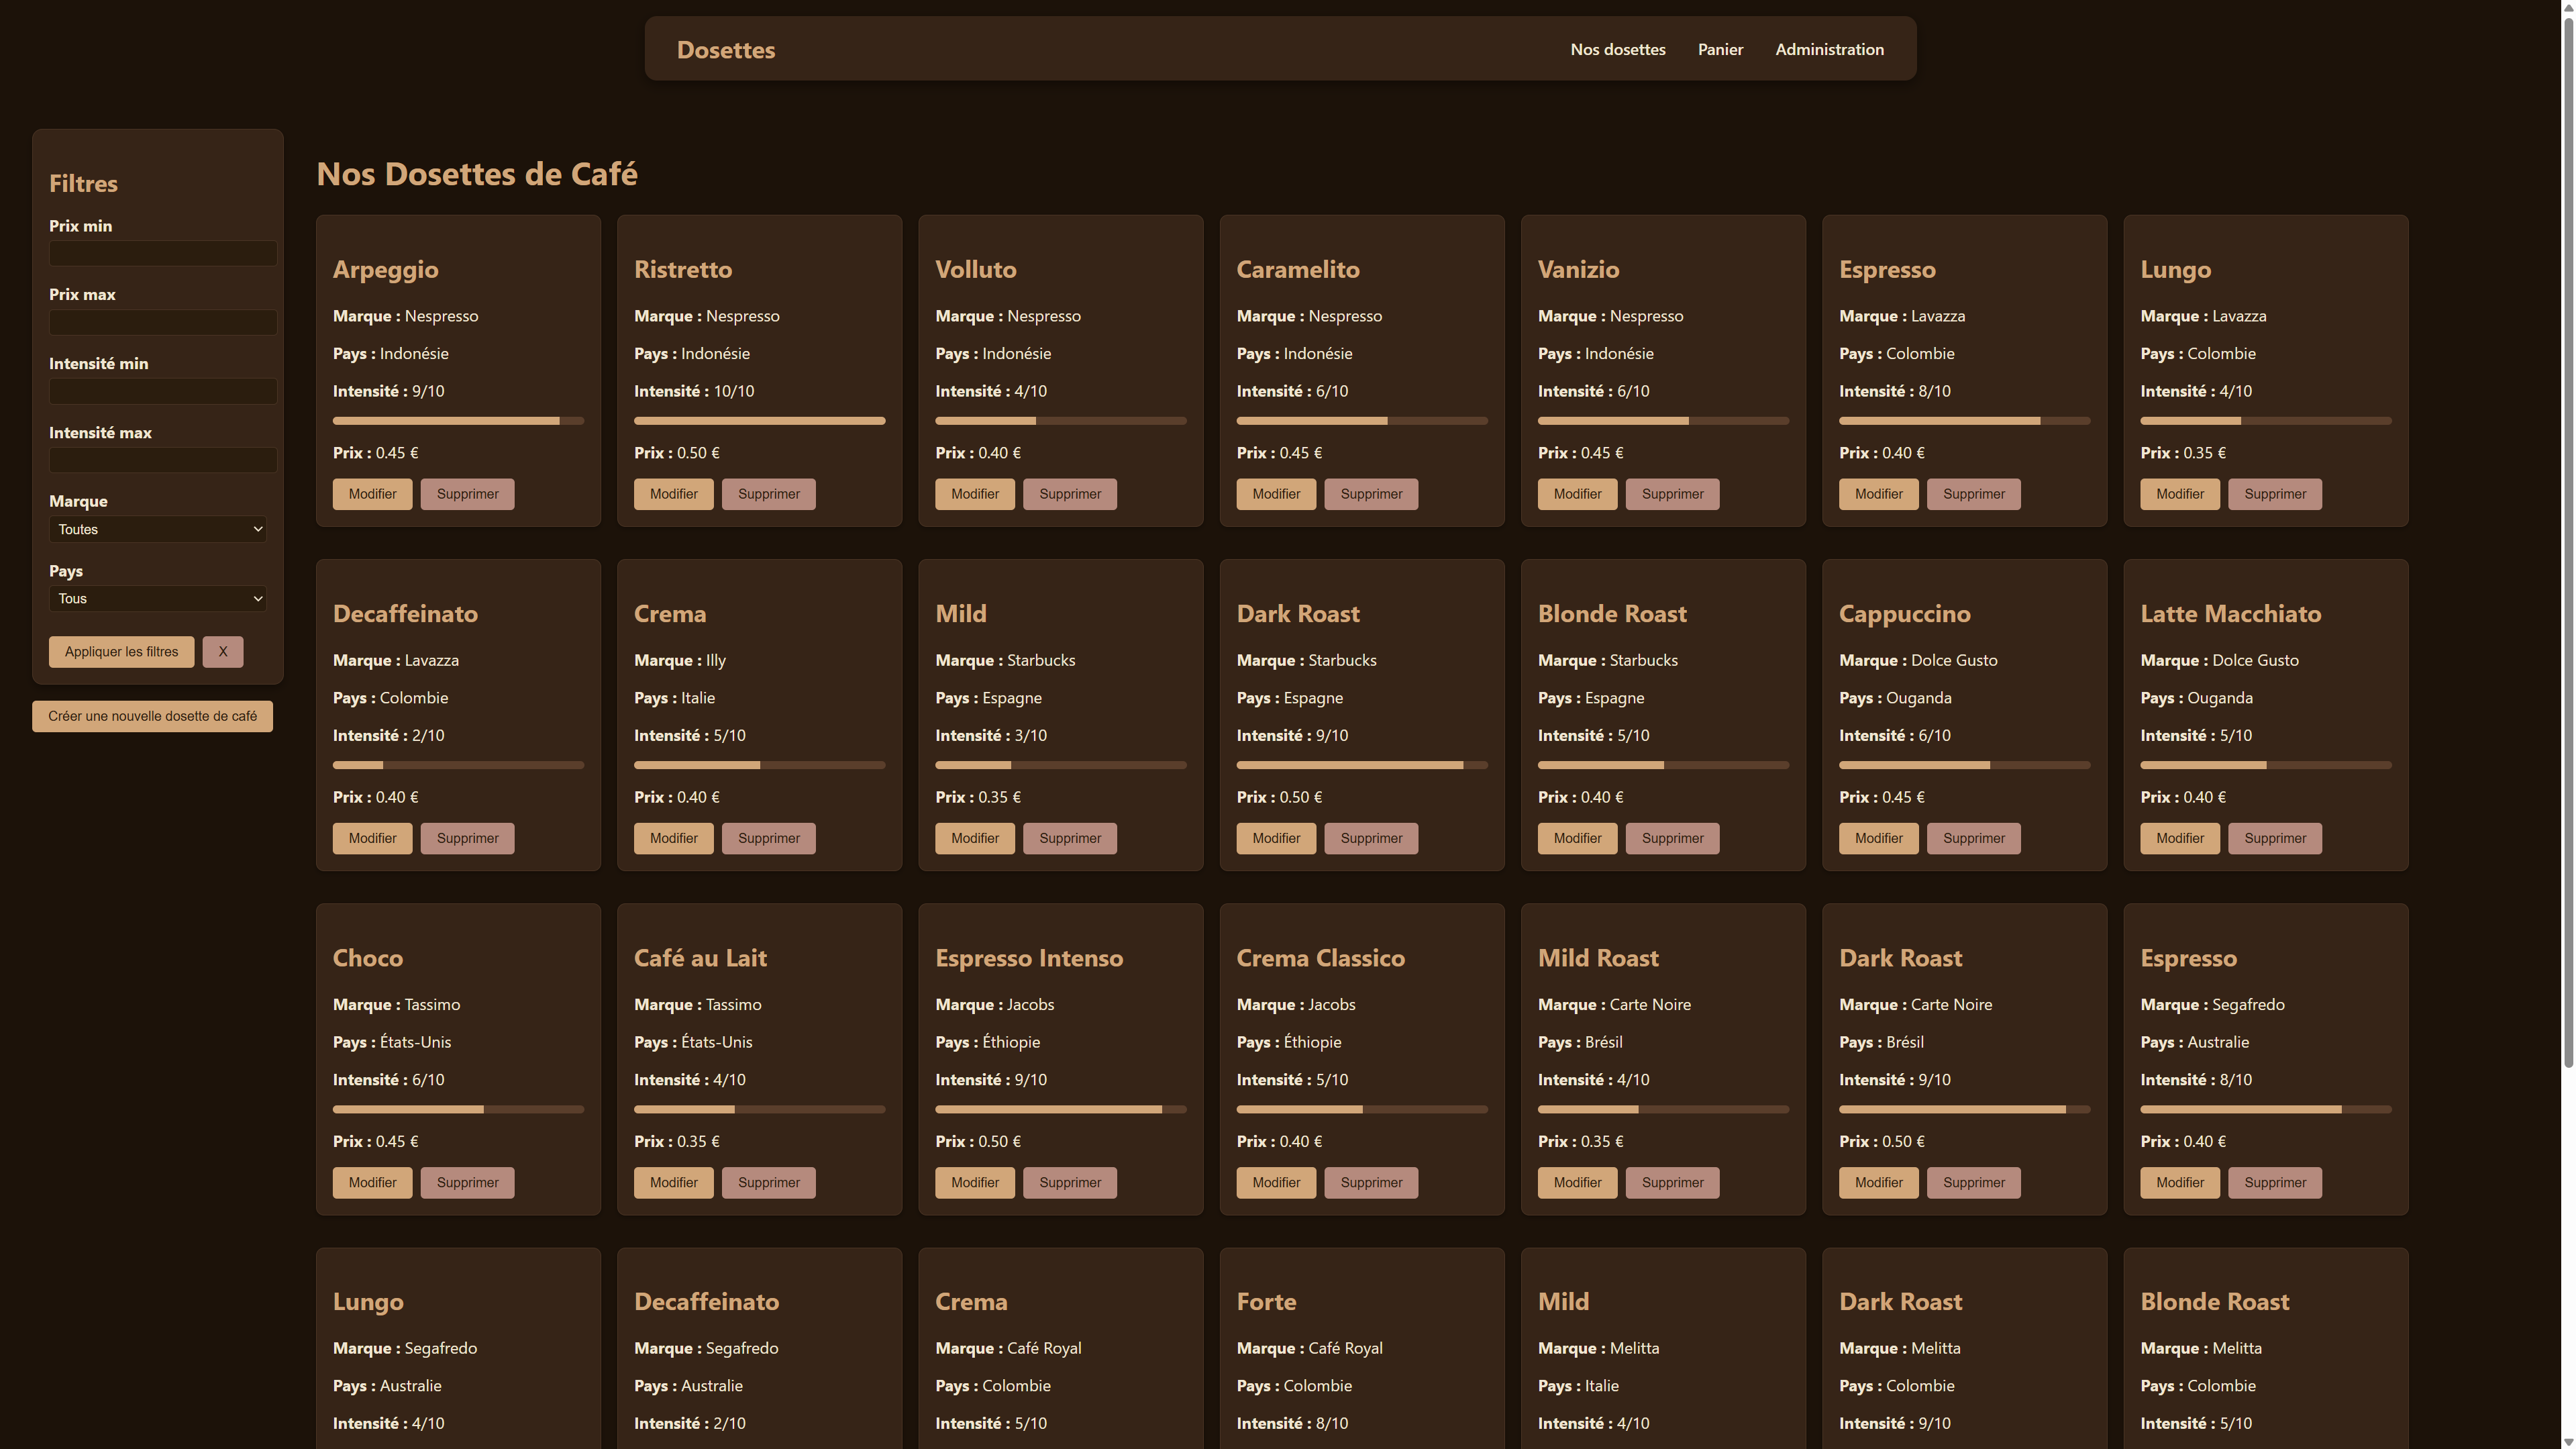 Dosettes
Nos dosettes Panier Administration
Filtres
Prix min
Prix max
Intensité min
Intensité max
Marque
Toutes
Pays
Tous
Appliquer les filtres X
Créer une nouvelle dosette de café
Nos Dosettes de Café
Arpeggio
Marque : Nespresso
Pays : Indonésie
Intensité : 9/10
Prix : 0.45 €
Modifier Supprimer
Ristretto
Marque : Nespresso
Pays : Indonésie
Intensité : 10/10
Prix : 0.50 €
Modifier Supprimer
Volluto
Marque : Nespresso
Pays : Indonésie
Intensité : 4/10
Prix : 0.40 €
Modifier Supprimer
Caramelito
Marque : Nespresso
Pays : Indonésie
Intensité : 6/10
Prix : 0.45 €
Modifier Supprimer
Vanizio
Marque : Nespresso
Pays : Indonésie
Intensité : 6/10
Prix : 0.45 €
Modifier Supprimer
Espresso
Marque : Lavazza
Pays : Colombie
Intensité : 8/10
Prix : 0.40 €
Modifier Supprimer
Lungo
Marque : Lavazza
Pays : Colombie
Intensité : 4/10
Prix : 0.35 €
Modifier Supprimer
Decaffeinato
Marque : Lavazza
Pays : Colombie
Intensité : 2/10
Prix : 0.40 €
Modifier Supprimer
Crema
Marque : Illy
Pays : Italie
Intensité : 5/10
Prix : 0.40 €
Modifier Supprimer
Mild
Marque : Starbucks
Pays : Espagne
Intensité : 3/10
Prix : 0.35 €
Modifier Supprimer
Dark Roast
Marque : Starbucks
Pays : Espagne
Intensité : 9/10
Prix : 0.50 €
Modifier Supprimer
Blonde Roast
Marque : Starbucks
Pays : Espagne
Intensité : 5/10
Prix : 0.40 €
Modifier Supprimer
Cappuccino
Marque : Dolce Gusto
Pays : Ouganda
Intensité : 6/10
Prix : 0.45 €
Modifier Supprimer
Latte Macchiato
Marque : Dolce Gusto
Pays : Ouganda
Intensité : 5/10
Prix : 0.40 €
Modifier Supprimer
Choco
Marque : Tassimo
Pays : États-Unis
Intensité : 6/10
Prix : 0.45 €
Modifier Supprimer
Café au Lait
Marque : Tassimo
Pays : États-Unis
Intensité : 4/10
Prix : 0.35 €
Modifier Supprimer
Espresso Intenso
Marque : Jacobs
Pays : Éthiopie
Intensité : 9/10
Prix : 0.50 €
Modifier Supprimer
Crema Classico
Marque : Jacobs
Pays : Éthiopie
Intensité : 5/10
Prix : 0.40 €
Modifier Supprimer
Mild Roast
Marque : Carte Noire
Pays : Brésil
Intensité : 4/10
Prix : 0.35 €
Modifier Supprimer
Dark Roast
Marque : Carte Noire
Pays : Brésil
Intensité : 9/10
Prix : 0.50 €
Modifier Supprimer
Espresso
Marque : Segafredo
Pays : Australie
Intensité : 8/10
Prix : 0.40 €
Modifier Supprimer
Lungo
Marque : Segafredo
Pays : Australie
Intensité : 4/10
Decaffeinato
Marque : Segafredo
Pays : Australie
Intensité : 2/10
Crema
Marque : Café Royal
Pays : Colombie
Intensité : 5/10
Forte
Marque : Café Royal
Pays : Colombie
Intensité : 8/10
Mild
Marque : Melitta
Pays : Italie
Intensité : 4/10
Dark Roast
Marque : Melitta
Pays : Colombie
Intensité : 9/10
Blonde Roast
Marque : Melitta
Pays : Colombie
Intensité : 5/10